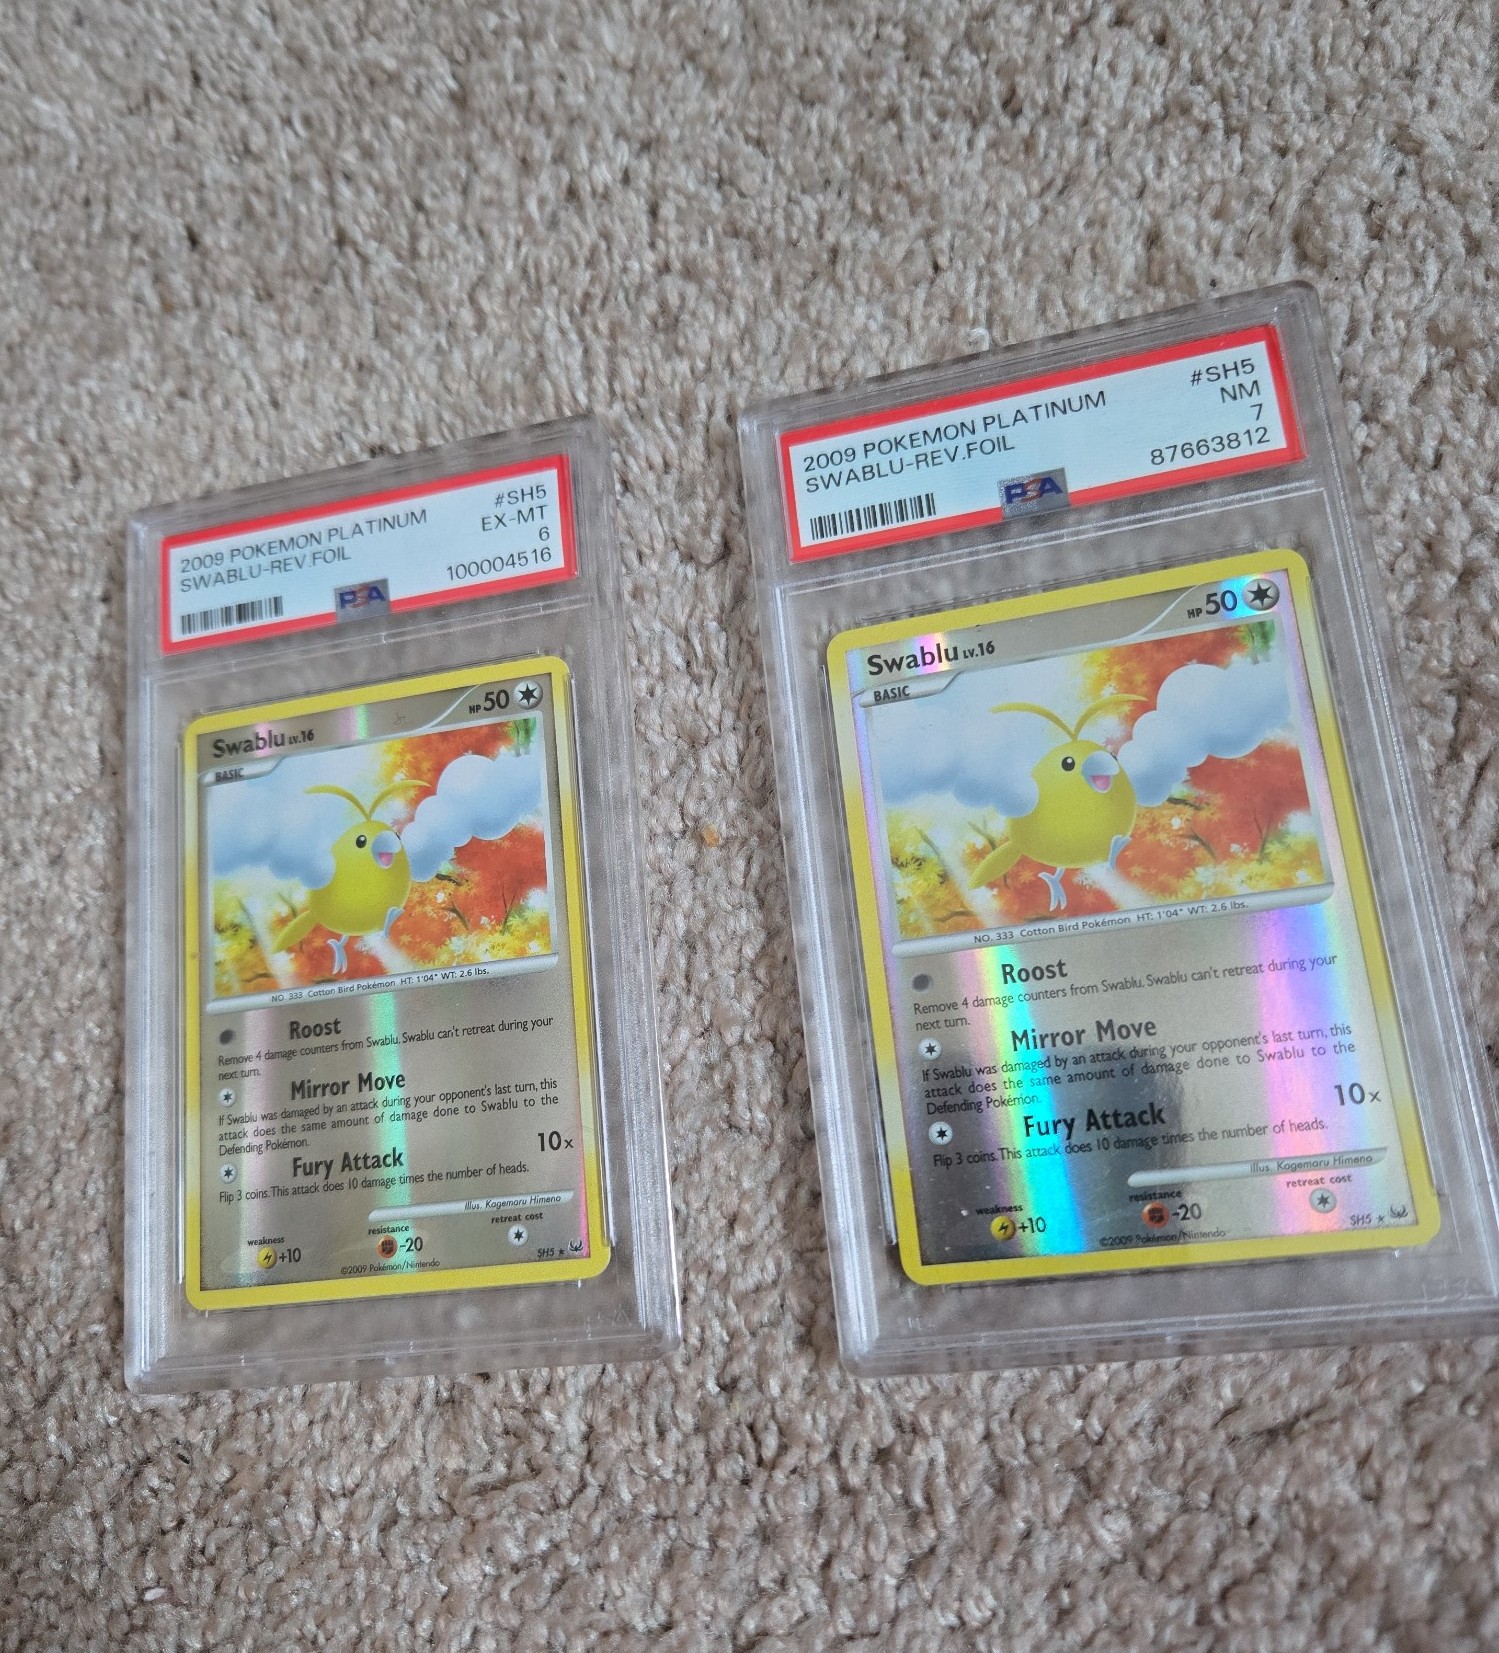 2009 POKEMON PLATINUM #SH5
SWABLU-REV.FOIL EX-MT
6
PSA 100004516
Swablu LV.16 HP 50
BASIC
NO. 333 Cotton Bird Pokémon HT: 1'04" WT: 2.6 lbs.
Roost
Remove 4 damage counters from Swablu. Swablu can't retreat during your
next turn.
Mirror Move
If Swablu was damaged by an attack during your opponent's last turn, this
attack does the same amount of damage done to Swablu to the
Defending Pokémon.
Fury Attack 10x
Flip 3 coins. This attack does 10 damage times the number of heads.
Illus. Kagemaru Himeno
weakness resistance retreat cost
+10 -20
©2009 Pokémon/Nintendo SH5
2009 POKEMON PLATINUM #SH5
SWABLU-REV.FOIL NM
7
PSA 87663812
Swablu LV.16 HP 50
BASIC
NO. 333 Cotton Bird Pokémon HT: 1'04" WT: 2.6 lbs.
Roost
Remove 4 damage counters from Swablu. Swablu can't retreat during your
next turn.
Mirror Move
If Swablu was damaged by an attack during your opponent's last turn, this
attack does the same amount of damage done to Swablu to the
Defending Pokémon.
Fury Attack 10x
Flip 3 coins. This attack does 10 damage times the number of heads.
Illus. Kagemaru Himeno
weakness resistance retreat cost
+10 -20
©2009 Pokémon/Nintendo SH5